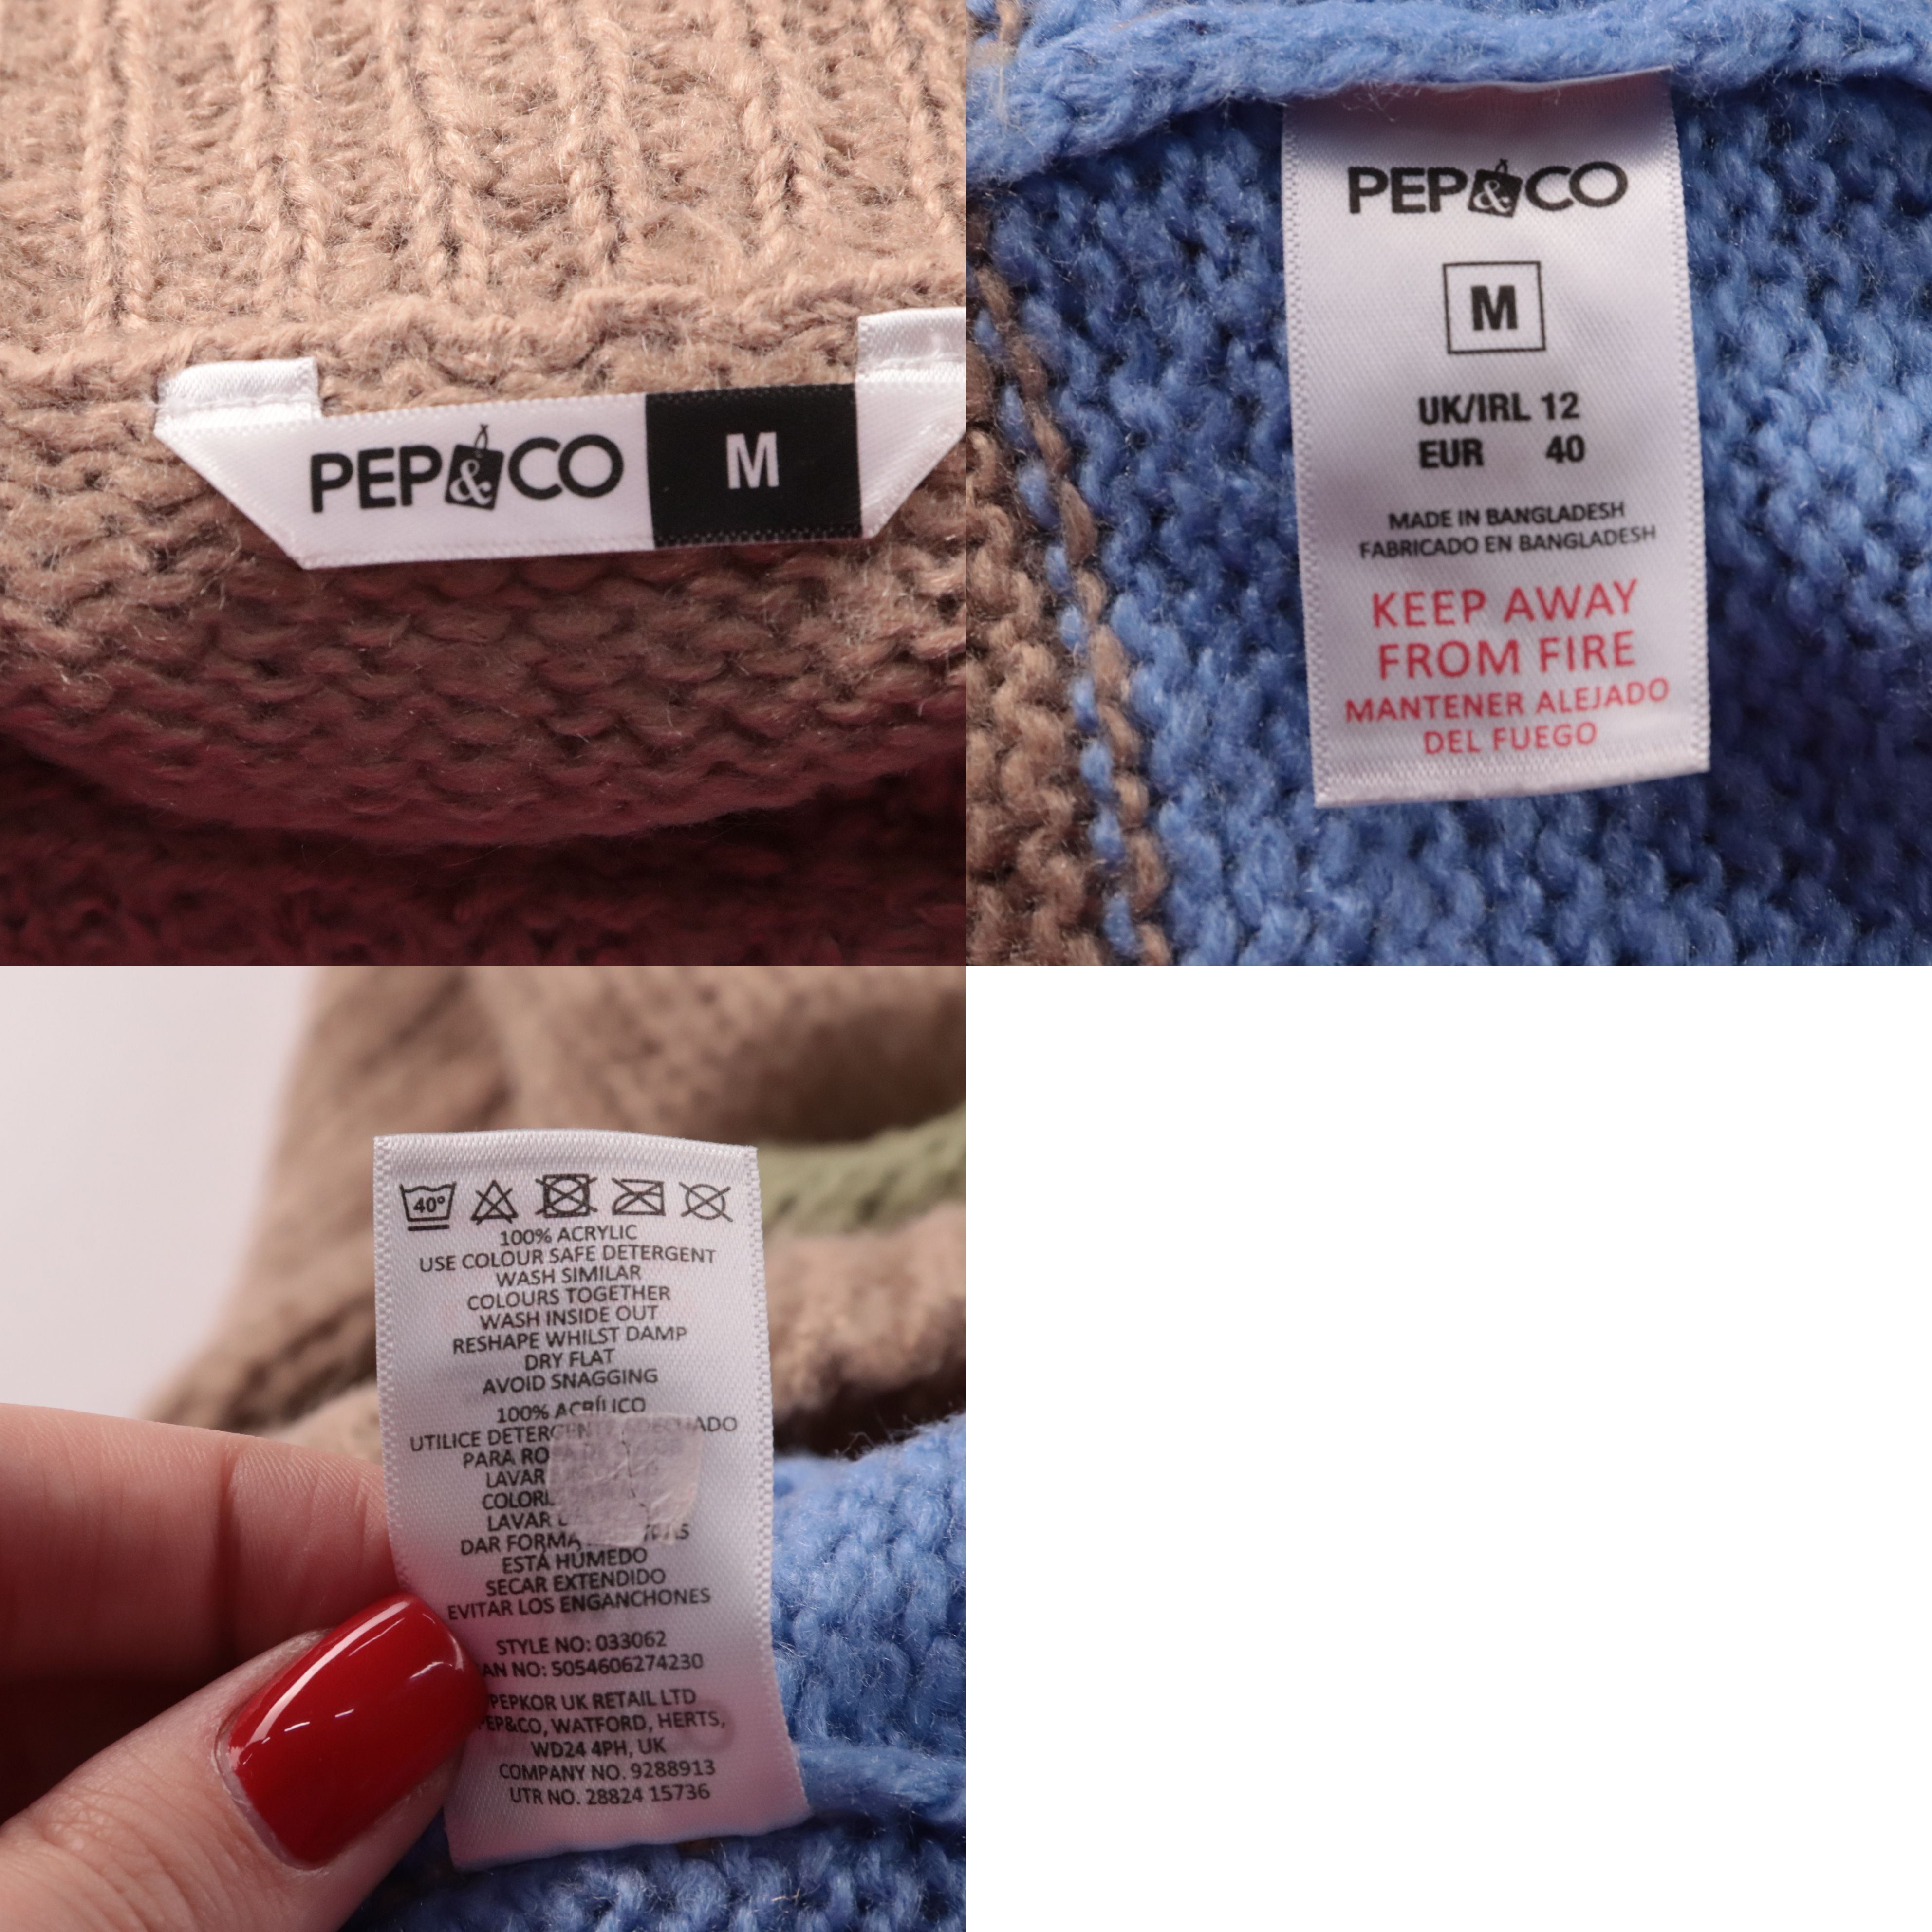 PEP&CO M
PEP&CO
M
UK/IRL 12
EUR 40
MADE IN BANGLADESH
FABRICADO EN BANGLADESH
KEEP AWAY
FROM FIRE
MANTENER ALEJADO
DEL FUEGO
40°
100% ACRYLIC
USE COLOUR SAFE DETERGENT
WASH SIMILAR
COLOURS TOGETHER
WASH INSIDE OUT
RESHAPE WHILST DAMP
DRY FLAT
AVOID SNAGGING
100% ACRÍLICO
UTILICE
PARA
LAVAR
LAVAR
DAR FORMA
ESTÁ HÚMEDO
SECAR EXTENDIDO
EVITAR LOS ENGANCHONES
STYLE NO: 033062
NO: 5054606274230
PEPKOR UK RETAIL LTD
PEP&CO, WATFORD, HERTS,
WD24 4PH, UK
COMPANY NO. 9288913
UTR NO. 28824 15736